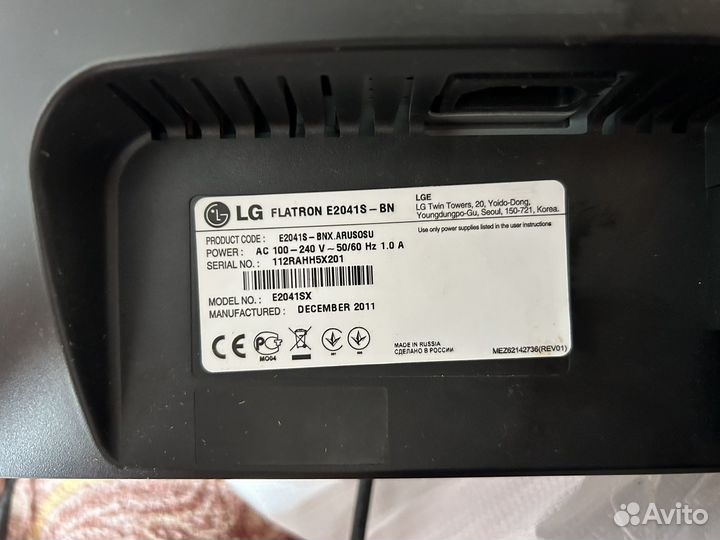 LG FLATRON E2041S-BN
LGE
LG Twin Towers, 20, Yoido-Dong,
Youngdungpo-Gu, Seoul, 150-721, Korea.
PRODUCT CODE : E2041S-BNX.ARUSOSU
Use only power supplies listed in the user instructions
POWER : AC 100-240 V~50/60 Hz 1.0 A
SERIAL NO. : 112RAHH5X201
MODEL NO. : E2041SX
MANUFACTURED : DECEMBER 2011
CE
MO04
MADE IN RUSSIA
СДЕЛАНО В РОССИИ
MEZ62142736(REV01)
Avito